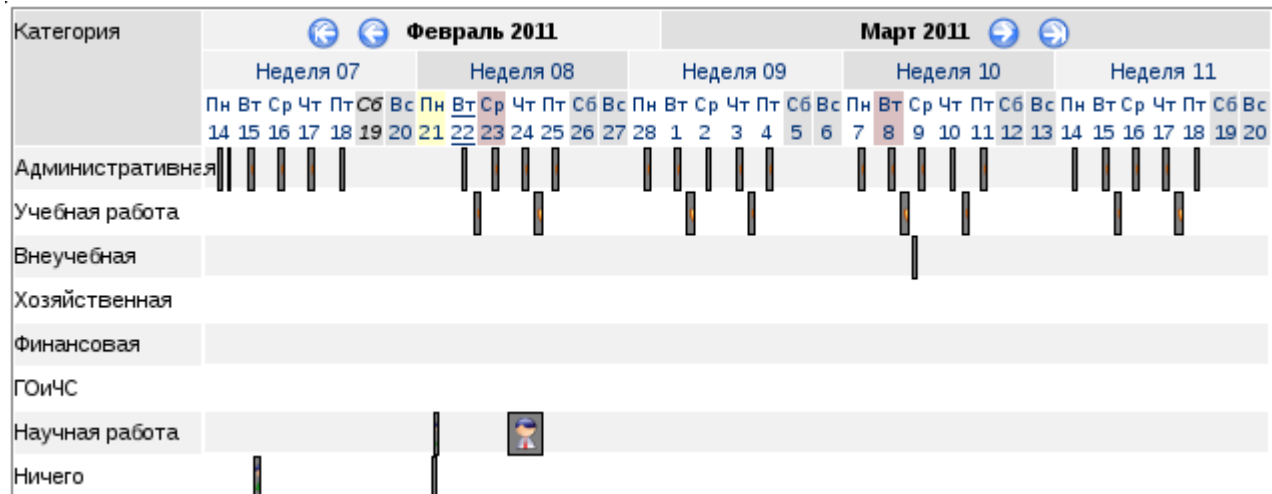 Категория Февраль 2011 Март 2011
Неделя 07 Неделя 08 Неделя 09 Неделя 10 Неделя 11
Пн Вт Ср Чт Пт Сб Вс Пн Вт Ср Чт Пт Сб Вс Пн Вт Ср Чт Пт Сб Вс Пн Вт Ср Чт Пт Сб Вс Пн Вт Ср Чт Пт Сб Вс
14 15 16 17 18 19 20 21 22 23 24 25 26 27 28 1 2 3 4 5 6 7 8 9 10 11 12 13 14 15 16 17 18 19 20
Административная
Учебная работа
Внеучебная
Хозяйственная
Финансовая
ГОиЧС
Научная работа
Ничего